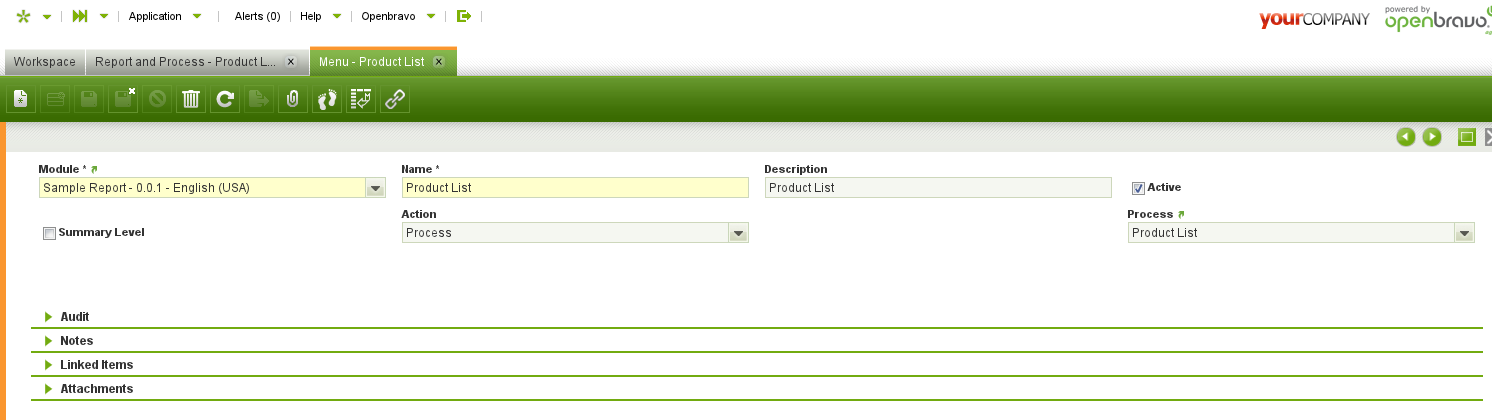 Application Alerts (0) Help Openbravo
yourCOMPANY
powered by
openbravo
Workspace Report and Process - Product L... Menu - Product List
Module * Name * Description
Sample Report - 0.0.1 - English (USA) Product List Product List Active
Action Process
Summary Level Process Product List
Audit
Notes
Linked Items
Attachments